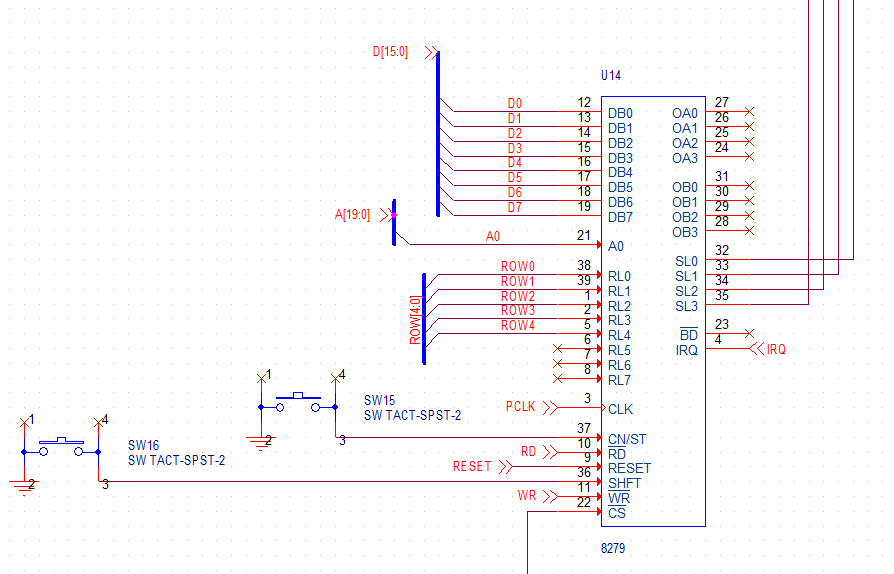 D[15:0]
U14
D0 12 DB0 OA0 27
D1 13 DB1 OA1 26
D2 14 DB2 OA2 25
D3 15 DB3 OA3 24
D4 16 DB4
D5 17 DB5 OB0 31
D6 18 DB6 OB1 30
D7 19 DB7 OB2 29
OB3 28
A[19:0]
A0 21 A0
SL0 32
ROW0 38 RL0 SL1 33
ROW1 39 RL1 SL2 34
ROW2 1 RL2 SL3 35
ROW3 2 RL3
ROW4 5 RL4 BD 23
6 RL5 IRQ 4 IRQ
7 RL6
8 RL7
ROW[4:0]
1 4
SW15
SW TACT-SPST-2
2 3
PCLK 3 CLK
1 4
SW16
SW TACT-SPST-2
2 3
37 CN/ST
RD 10 RD
RESET 9 RESET
36 SHFT
WR 11 WR
22 CS
8279